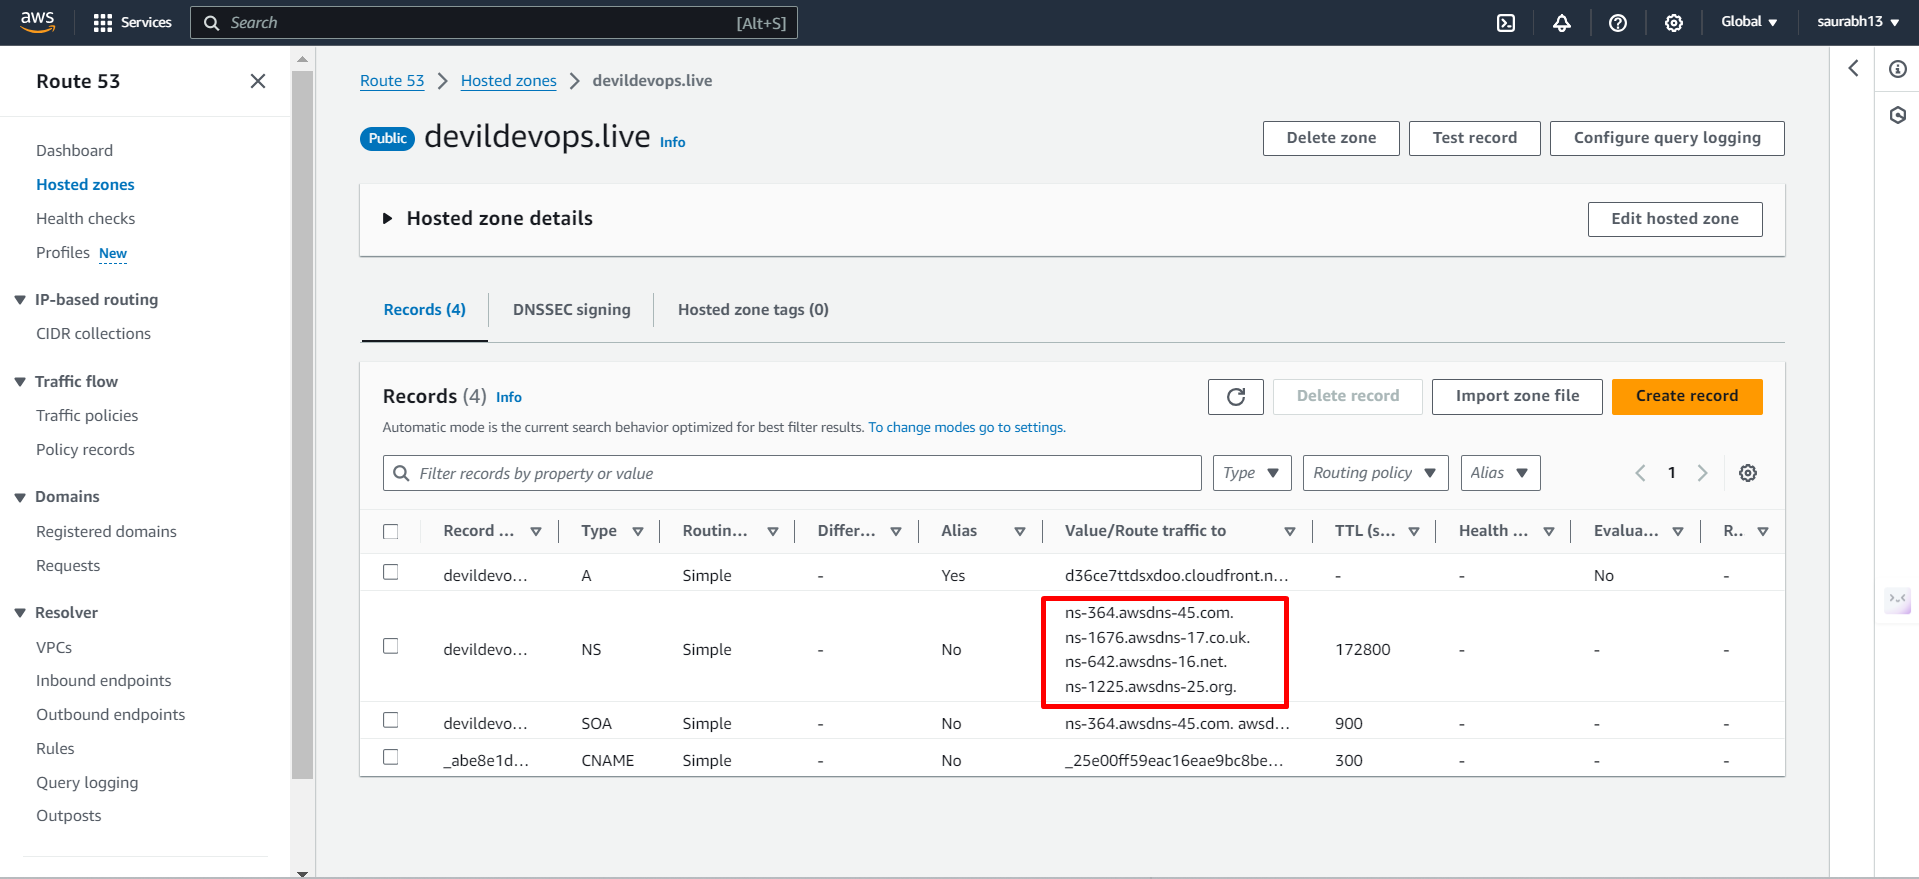 aws Services Search [Alt+S] Global saurabh13
Route 53
Dashboard
Hosted zones
Health checks
Profiles New
IP-based routing
CIDR collections
Traffic flow
Traffic policies
Policy records
Domains
Registered domains
Requests
Resolver
VPCs
Inbound endpoints
Outbound endpoints
Rules
Query logging
Outposts
Route 53 Hosted zones devildevops.live
Public devildevops.live Info
Delete zone Test record Configure query logging
Hosted zone details Edit hosted zone
Records (4) DNSSEC signing Hosted zone tags (0)
Records (4) Info Delete record Import zone file Create record
Automatic mode is the current search behavior optimized for best filter results. To change modes go to settings.
Filter records by property or value Type Routing policy Alias 1
Record ... Type Routin... Differ... Alias Value/Route traffic to TTL (s... Health ... Evalua... R..
devildevo... A Simple - Yes d36ce7ttdsxdoo.cloudfront.n... - - No -
ns-364.awsdns-45.com.
ns-1676.awsdns-17.co.uk.
devildevo... NS Simple - No 172800 - - -
ns-642.awsdns-16.net.
ns-1225.awsdns-25.org.
devildevo... SOA Simple - No ns-364.awsdns-45.com. awsd... 900 - - -
_abe8e1d... CNAME Simple - No _25e00ff59eac16eae9bc8be... 300 - - -